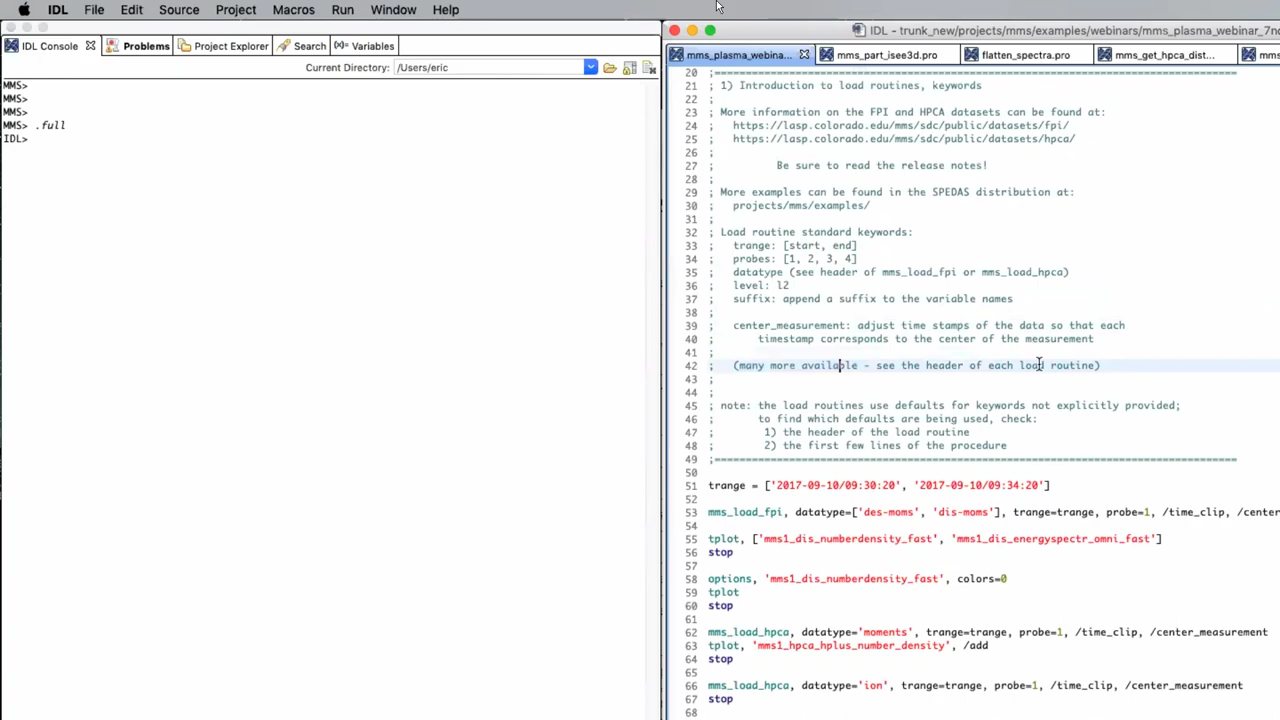 IDL File Edit Source Project Macros Run Window Help
IDL Console Problems Project Explorer Search Variables
Current Directory: /Users/eric
MMS>
MMS>
MMS>
MMS> .full
IDL>
IDL — trunk_new/projects/mms/examples/webinars/mms_plasma_webinar_7no
mms_plasma_webina... mms_part_isee3d.pro flatten_spectra.pro mms_get_hpca_dist... mms
20 ;====================================================================================
21 ; 1) Introduction to load routines, keywords
22 ;
23 ; More information on the FPI and HPCA datasets can be found at:
24 ; https://lasp.colorado.edu/mms/sdc/public/datasets/fpi/
25 ; https://lasp.colorado.edu/mms/sdc/public/datasets/hpca/
26 ;
27 ; Be sure to read the release notes!
28 ;
29 ; More examples can be found in the SPEDAS distribution at:
30 ; projects/mms/examples/
31 ;
32 ; Load routine standard keywords:
33 ; trange: [start, end]
34 ; probes: [1, 2, 3, 4]
35 ; datatype (see header of mms_load_fpi or mms_load_hpca)
36 ; level: l2
37 ; suffix: append a suffix to the variable names
38 ;
39 ; center_measurement: adjust time stamps of the data so that each
40 ; timestamp corresponds to the center of the measurement
41 ;
42 ; (many more available - see the header of each load routine)
43 ;
44 ;
45 ; note: the load routines use defaults for keywords not explicitly provided;
46 ; to find which defaults are being used, check:
47 ; 1) the header of the load routine
48 ; 2) the first few lines of the procedure
49 ;====================================================================================
50
51 trange = ['2017-09-10/09:30:20', '2017-09-10/09:34:20']
52
53 mms_load_fpi, datatype=['des-moms', 'dis-moms'], trange=trange, probe=1, /time_clip, /center
54
55 tplot, ['mms1_dis_numberdensity_fast', 'mms1_dis_energyspectr_omni_fast']
56 stop
57
58 options, 'mms1_dis_numberdensity_fast', colors=0
59 tplot
60 stop
61
62 mms_load_hpca, datatype='moments', trange=trange, probe=1, /time_clip, /center_measurement
63 tplot, 'mms1_hpca_hplus_number_density', /add
64 stop
65
66 mms_load_hpca, datatype='ion', trange=trange, probe=1, /time_clip, /center_measurement
67 stop
68